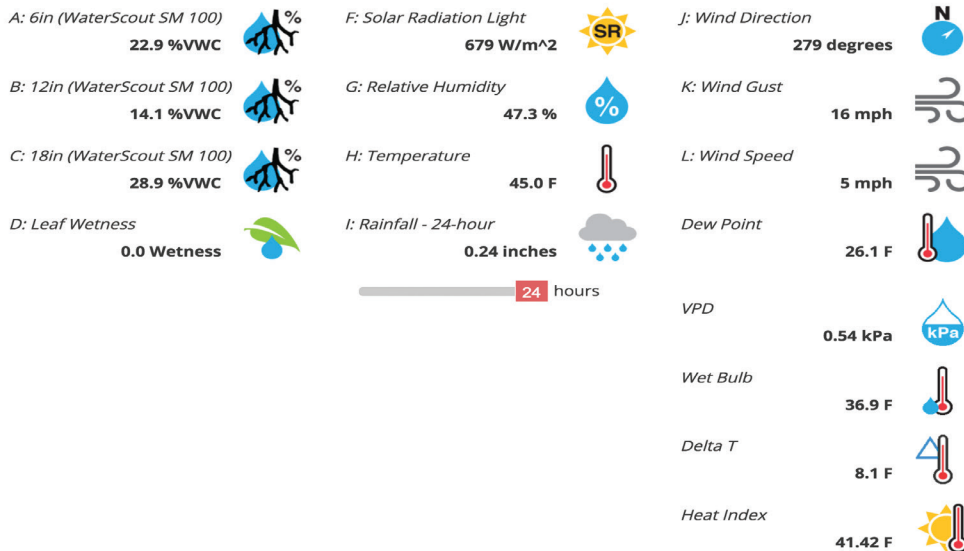 A: 6in (WaterScout SM 100)
22.9 %VWC
%
B: 12in (WaterScout SM 100)
14.1 %VWC
%
C: 18in (WaterScout SM 100)
28.9 %VWC
%
D: Leaf Wetness
0.0 Wetness
F: Solar Radiation Light
679 W/m^2
SR
G: Relative Humidity
47.3 %
%
H: Temperature
45.0 F
I: Rainfall - 24-hour
0.24 inches
24 hours
J: Wind Direction
279 degrees
N
K: Wind Gust
16 mph
L: Wind Speed
5 mph
Dew Point
26.1 F
VPD
0.54 kPa
kPa
Wet Bulb
36.9 F
Delta T
8.1 F
Heat Index
41.42 F